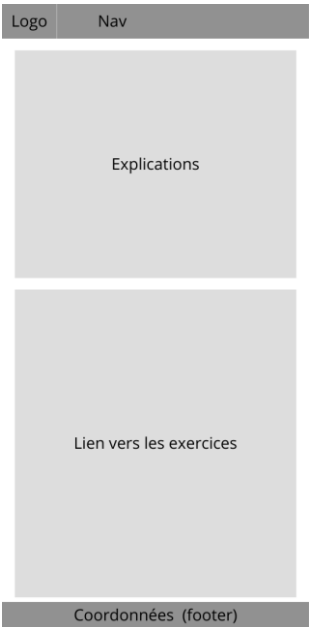 Logo Nav
Explications
Lien vers les exercices
Coordonnées (footer)